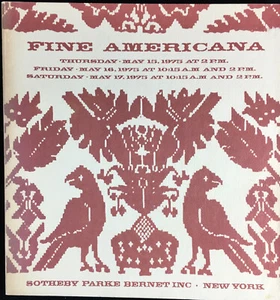 FINE AMERICANA
THURSDAY · MAY 15, 1975 AT 2 P.M.
FRIDAY · MAY 16, 1975 AT 10:15 A.M AND 2 P.M.
SATURDAY · MAY 17, 1975 AT 10:15 A.M AND 2 P.M.
SOTHEBY PARKE BERNET INC · NEW YORK